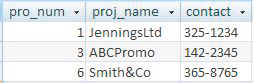 pro_num proj_name contact
1 JenningsLtd 325-1234
3 ABCPromo 142-2345
6 Smith&Co 365-8765